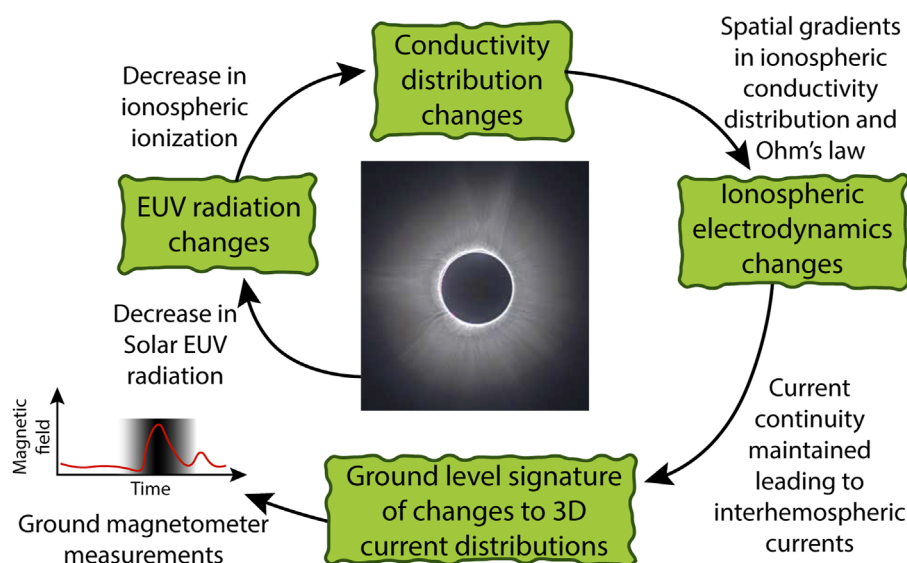 Conductivity
distribution
changes
Spatial gradients
in ionospheric
conductivity
distribution and
Ohm's law
Decrease in
ionospheric
ionization
EUV radiation
changes
Ionospheric
electrodynamics
changes
Decrease in
Solar EUV
radiation
Current
continuity
maintained
leading to
interhemospheric
currents
Magnetic
field
Time
Ground level signature
of changes to 3D
current distributions
Ground magnetometer
measurements